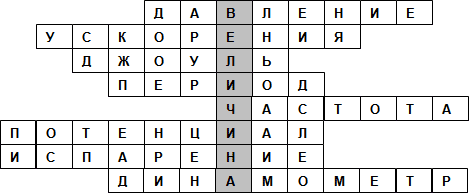 ДАВЛЕНИЕ
УСКОРЕНИЯ
ДЖОУЛЬ
ПЕРИОД
ЧАСТОТА
ПОТЕНЦИАЛ
ИСПАРЕНИЕ
ДИНАМОМЕТР